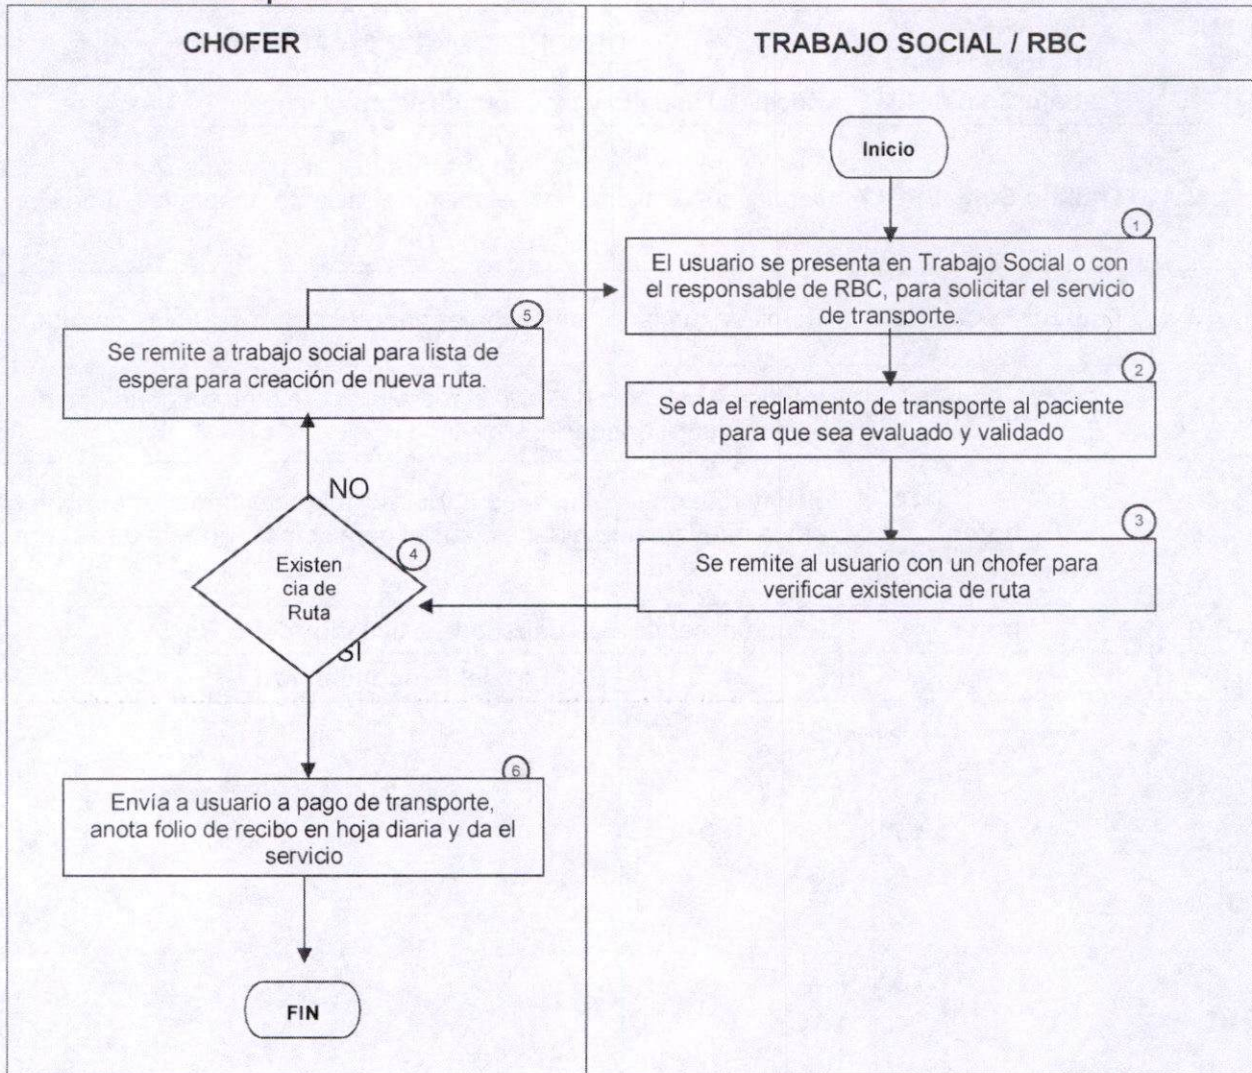 CHOFER
TRABAJO SOCIAL / RBC
Inicio
1
El usuario se presenta en Trabajo Social o con
el responsable de RBC, para solicitar el servicio
de transporte.
2
Se da el reglamento de transporte al paciente
para que sea evaluado y validado
3
Se remite al usuario con un chofer para
verificar existencia de ruta
4
Existen
cia de
Ruta
NO
5
Se remite a trabajo social para lista de
espera para creación de nueva ruta.
SI
6
Envía a usuario a pago de transporte,
anota folio de recibo en hoja diaria y da el
servicio
FIN